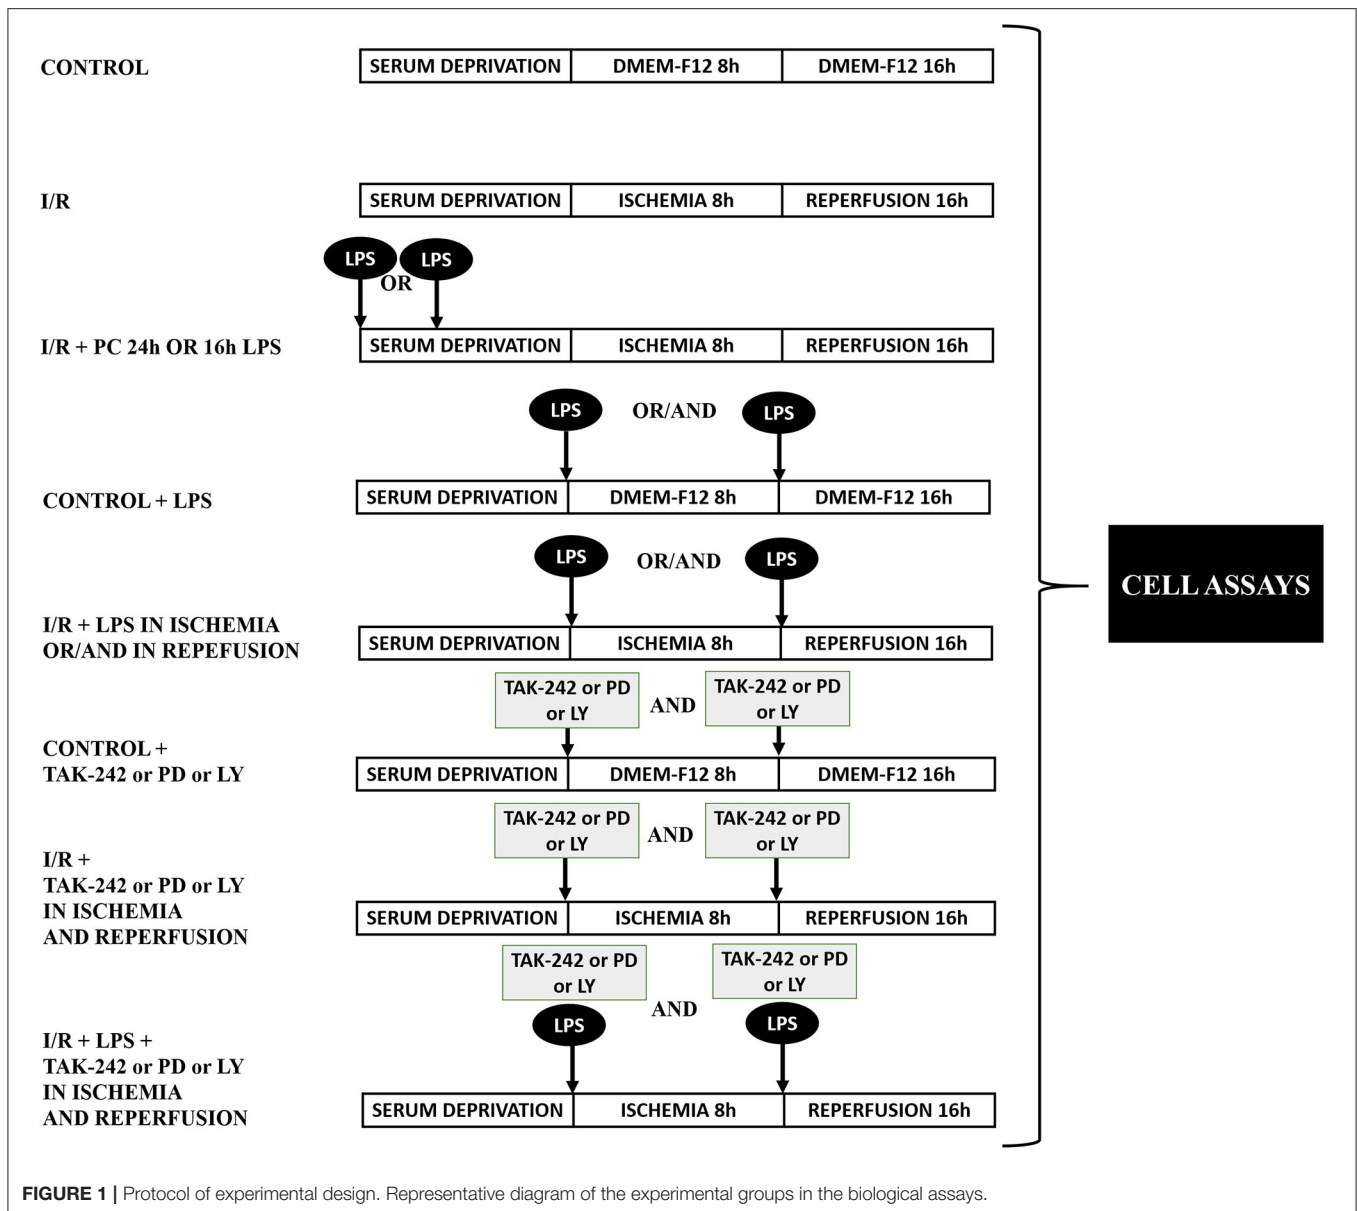 CONTROL
SERUM DEPRIVATION DMEM-F12 8h DMEM-F12 16h
I/R
SERUM DEPRIVATION ISCHEMIA 8h REPERFUSION 16h
LPS OR LPS
I/R + PC 24h OR 16h LPS
SERUM DEPRIVATION ISCHEMIA 8h REPERFUSION 16h
LPS OR/AND LPS
CONTROL + LPS
SERUM DEPRIVATION DMEM-F12 8h DMEM-F12 16h
LPS OR/AND LPS
I/R + LPS IN ISCHEMIA
OR/AND IN REPEFUSION
SERUM DEPRIVATION ISCHEMIA 8h REPERFUSION 16h
TAK-242 or PD
or LY
AND
TAK-242 or PD
or LY
CONTROL +
TAK-242 or PD or LY
SERUM DEPRIVATION DMEM-F12 8h DMEM-F12 16h
TAK-242 or PD
or LY
AND
TAK-242 or PD
or LY
I/R +
TAK-242 or PD or LY
IN ISCHEMIA
AND REPERFUSION
SERUM DEPRIVATION ISCHEMIA 8h REPERFUSION 16h
TAK-242 or PD
or LY
AND
TAK-242 or PD
or LY
LPS LPS
I/R + LPS +
TAK-242 or PD or LY
IN ISCHEMIA
AND REPERFUSION
SERUM DEPRIVATION ISCHEMIA 8h REPERFUSION 16h
CELL ASSAYS
FIGURE 1 | Protocol of experimental design. Representative diagram of the experimental groups in the biological assays.